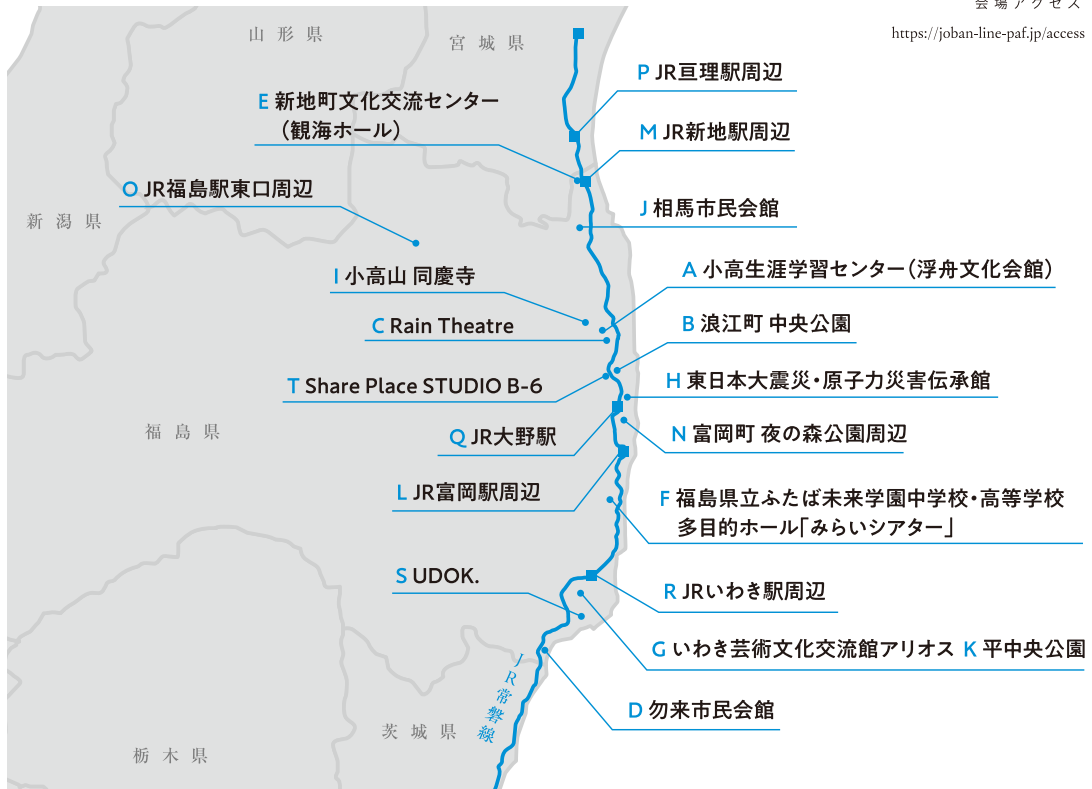 会場アクセス
https://joban-line-paf.jp/access
山形県
宮城県
P JR亘理駅周辺
E 新地町文化交流センター
（観海ホール）
M JR新地駅周辺
O JR福島駅東口周辺
J 相馬市民会館
新潟県
A 小高生涯学習センター（浮舟文化会館）
I 小高山 同慶寺
C Rain Theatre
B 浪江町 中央公園
T Share Place STUDIO B-6
H 東日本大震災・原子力災害伝承館
福島県
Q JR大野駅
N 富岡町 夜の森公園周辺
L JR富岡駅周辺
F 福島県立ふたば未来学園中学校・高等学校
多目的ホール「みらいシアター」
S UDOK.
R JRいわき駅周辺
G いわき芸術文化交流館アリオス K 平中央公園
JR常磐線
D 勿来市民会館
茨城県
栃木県